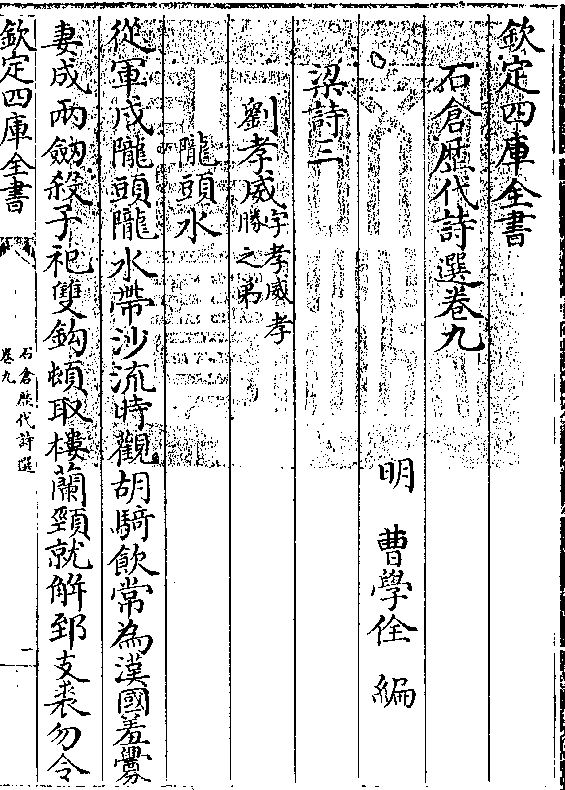 欽定四庫全書
石倉歴代詩選卷九
明 曹學佺 編
梁詩三
劉孝威字孝威孝勝之弟
隴頭水
從軍戍隴頭隴水帶沙流時觀胡騎飲常為漢國羞釁
妻成兩劒殺子祀雙鉤頓取樓蘭頸就解郅支裘勿令
欽定四庫全書
石倉歴代詩選
卷九
一